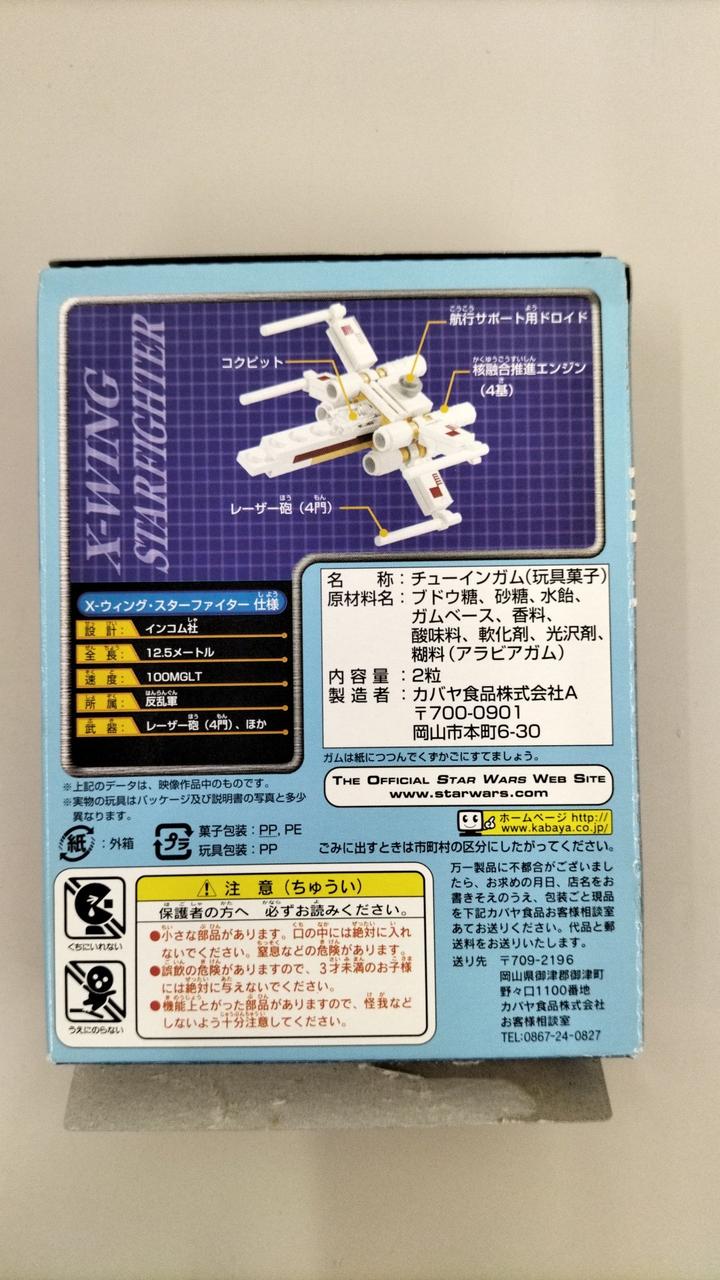 X-WING
STARFIGHTER
航行サポート用ドロイド
コクピット
核融合推進エンジン
（4基）
レーザー砲（4門）
X-ウィング・スターファイター 仕様
設計： インコム社
全長： 12.5メートル
速度： 100MGLT
所属： 反乱軍
武器： レーザー砲（4門）、ほか
※上記のデータは、映像作品中のものです。
※実物の玩具はパッケージ及び説明書の写真と多少
異なります。
名 称：チューインガム（玩具菓子）
原材料名：ブドウ糖、砂糖、水飴、
ガムベース、香料、
酸味料、軟化剤、光沢剤、
糊料（アラビアガム）
内容量：2粒
製造者：カバヤ食品株式会社A
〒700-0901
岡山市本町6-30
ガムは紙につつんでくずかごにすてましょう。
THE OFFICIAL STAR WARS WEB SITE
www.starwars.com
ホームページ http://
www.kabaya.co.jp/
紙：外箱
プラ
菓子包装：PP, PE
玩具包装：PP
ごみに出すときは市町村の区分にしたがってください。
くちにいれない
うえにのらない
注意（ちゅうい）
保護者の方へ 必ずお読みください。
●小さな部品があります。口の中には絶対に入れ
ないでください。窒息などの危険があります。
●誤飲の危険がありますので、3才未満のお子様
には絶対に与えないでください。
●機能上とがった部品がありますので、怪我など
しないよう十分注意してください。
万一製品に不都合がございまし
たら、お求めの月日、店名をお
書きそえのうえ、包装ごと現品
を下記カバヤ食品お客様相談室
あてお送りください。代品と郵
送料をお送りいたします。
送り先 〒709-2196
岡山県御津郡御津町
野々口1100番地
カバヤ食品株式会社
お客様相談室
TEL:0867-24-0827